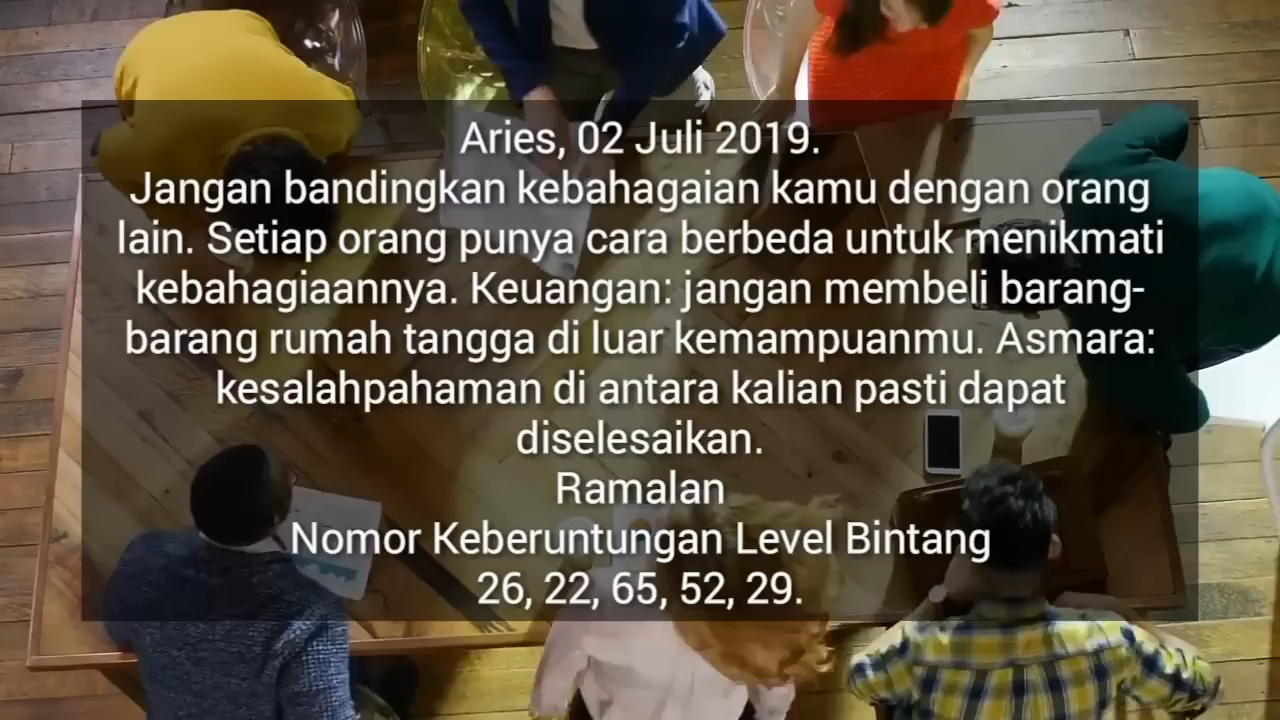 Aries, 02 Juli 2019.
Jangan bandingkan kebahagaian kamu dengan orang
lain. Setiap orang punya cara berbeda untuk menikmati
kebahagiaannya. Keuangan: jangan membeli barang-
barang rumah tangga di luar kemampuanmu. Asmara:
kesalahpahaman di antara kalian pasti dapat
diselesaikan.
Ramalan
Nomor Keberuntungan Level Bintang
26, 22, 65, 52, 29.